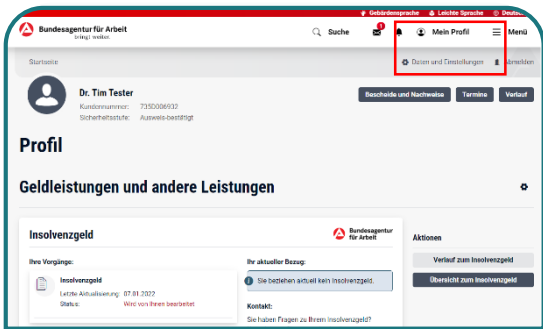 Gebärdensprache Leichte Sprache Deutsch
Bundesagentur für Arbeit
bringt weiter.
Suche 1 Mein Profil Menü
Startseite Daten und Einstellungen Abmelden
Dr. Tim Tester
Kundennummer:
Sicherheitsstufe: Ausweis-bestätigt
Bescheide und Nachweise Termine Verlauf
Profil
Geldleistungen und andere Leistungen
Insolvenzgeld
Bundesagentur
für Arbeit
Aktionen
Ihre Vorgänge:
Ihr aktueller Bezug:
Verlauf zum Insolvenzgeld
Insolvenzgeld
Sie beziehen aktuell kein Insolvenzgeld.
Übersicht zum Insolvenzgeld
Letzte Aktualisierung: 07.01.2022
Status: Wird von Ihnen bearbeitet
Kontakt:
Sie haben Fragen zu Ihrem Insolvenzgeld?